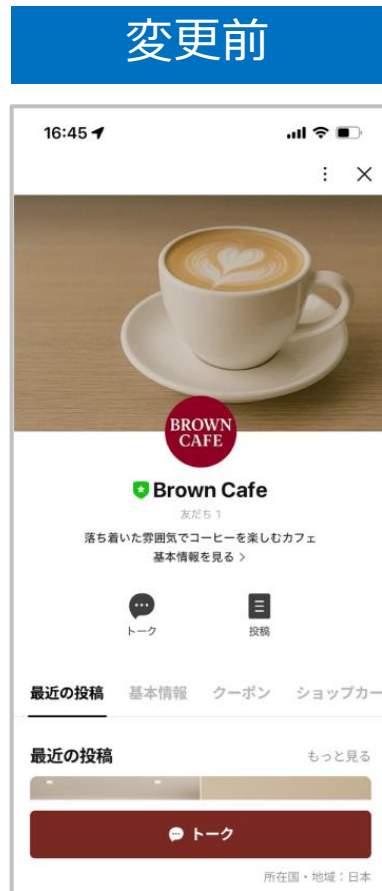 変更前
16:45
BROWN
CAFE
Brown Cafe
友だち 1
落ち着いた雰囲気でコーヒーを楽しむカフェ
基本情報を見る >
トーク
投稿
最近の投稿 基本情報 クーポン ショップカー
最近の投稿 もっと見る
トーク
所在国・地域：日本